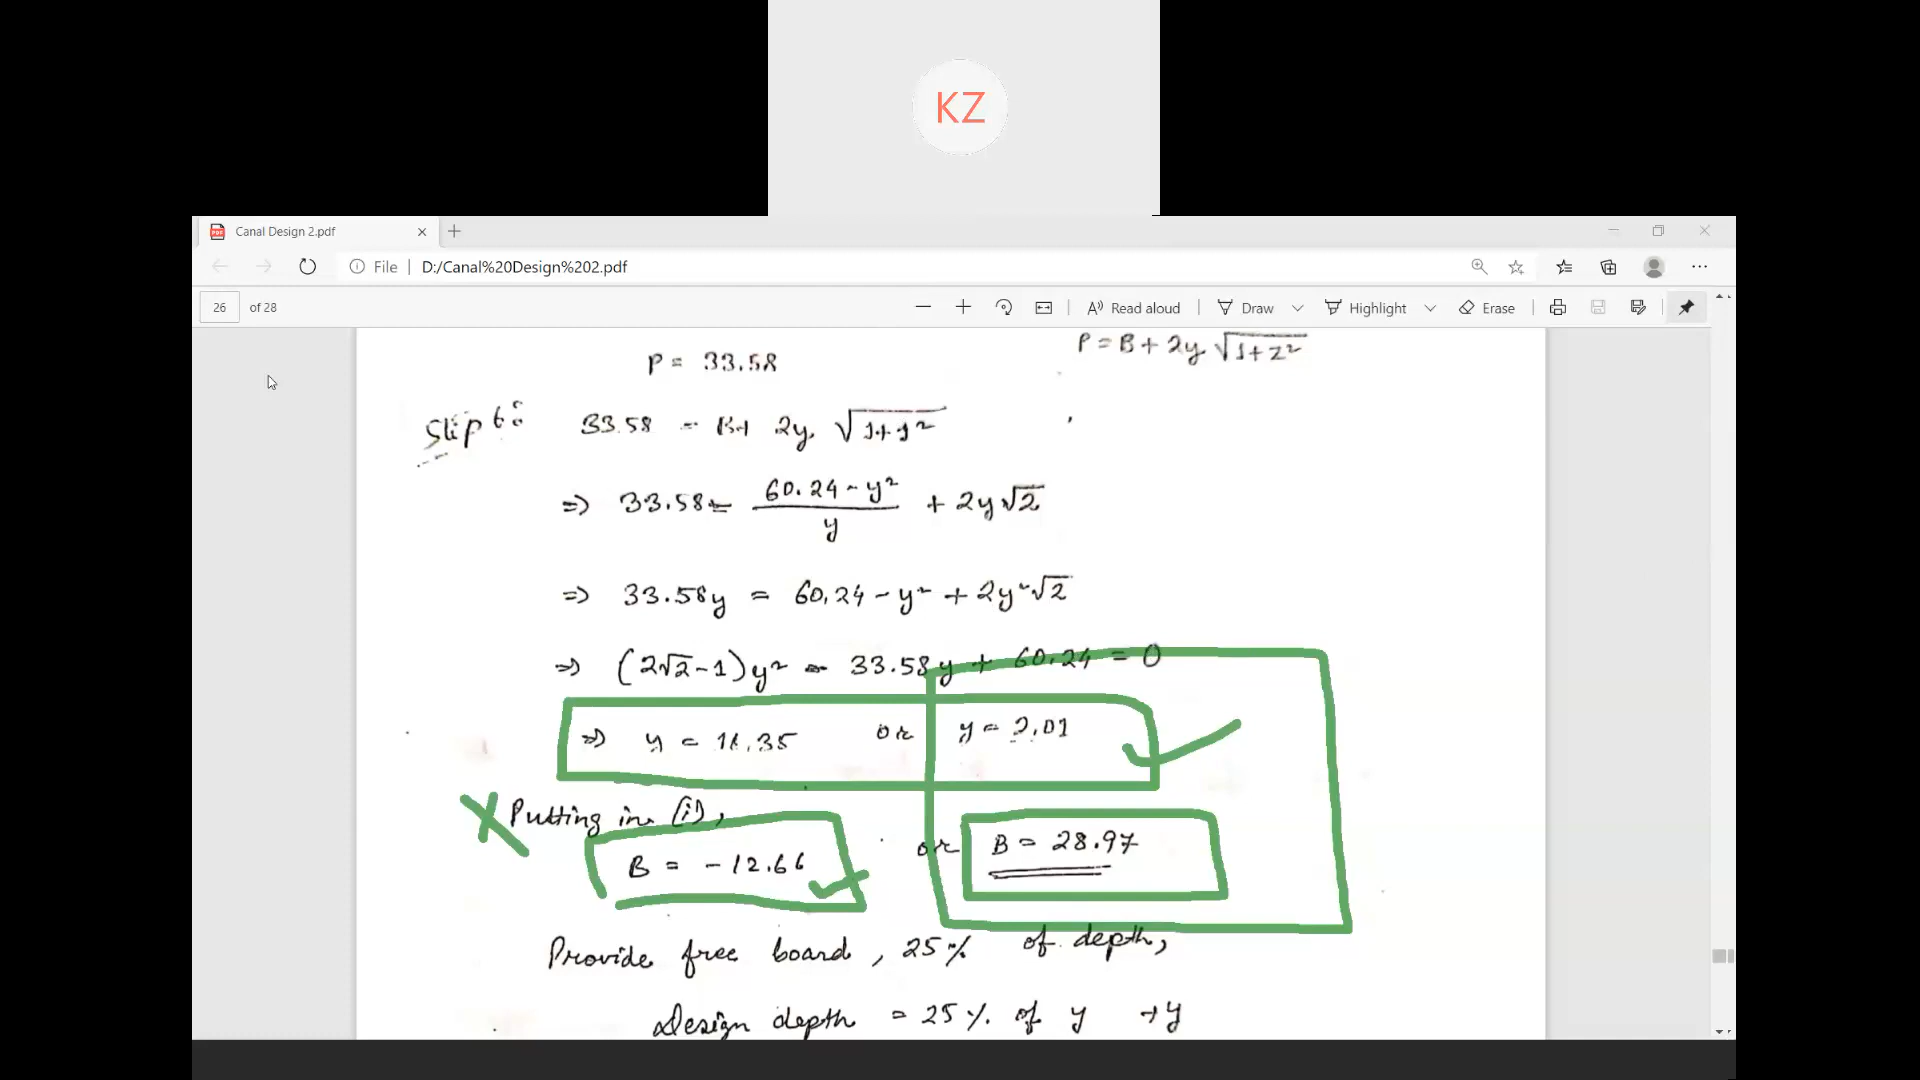 KZ
Canal Design 2.pdf
File | D:/Canal%20Design%202.pdf
26 of 28 Read aloud Draw Highlight Erase
P = 33.58 P = B + 2y √1+z²
Step 6: 33.58 = B+ 2y √1+1²
⇒ 33.58 = (60.24 - y²)/y + 2y√2
⇒ 33.58y = 60.24 - y² + 2y²√2
⇒ (2√2-1)y² - 33.58y + 60.24 = 0
⇒ y = 16.35 or y = 2.01
Putting in (i),
B = -12.66 or B = 28.97
Provide free board, 25% of depth,
Design depth = 25% of y + y